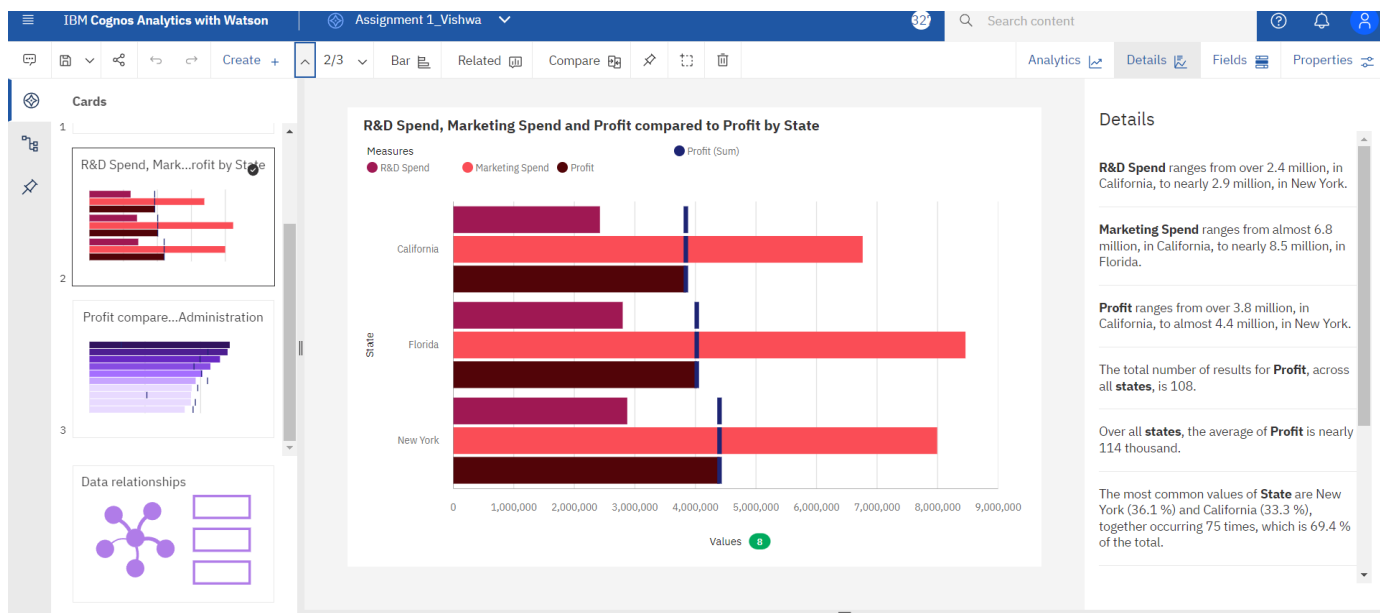 IBM Cognos Analytics with Watson
Assignment 1_Vishwa
Search content
Create +
2/3
Bar
Related
Compare
Analytics
Details
Fields
Properties
Cards
1
R&D Spend, Mark...rofit by State
2
Profit compare...Administration
3
Data relationships
R&D Spend, Marketing Spend and Profit compared to Profit by State
Measures
Profit (Sum)
R&D Spend
Marketing Spend
Profit
State
California
Florida
New York
0 1,000,000 2,000,000 3,000,000 4,000,000 5,000,000 6,000,000 7,000,000 8,000,000 9,000,000
Values 8
Details
R&D Spend ranges from over 2.4 million, in
California, to nearly 2.9 million, in New York.
Marketing Spend ranges from almost 6.8
million, in California, to nearly 8.5 million, in
Florida.
Profit ranges from over 3.8 million, in
California, to almost 4.4 million, in New York.
The total number of results for Profit, across
all states, is 108.
Over all states, the average of Profit is nearly
114 thousand.
The most common values of State are New
York (36.1 %) and California (33.3 %),
together occurring 75 times, which is 69.4 %
of the total.